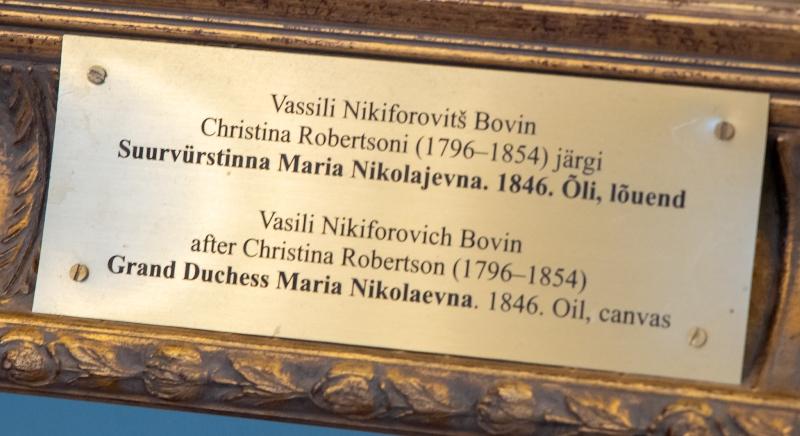 Vassili Nikiforovitš Bovin
Christina Robertsoni (1796–1854) järgi
Suurvürstinna Maria Nikolajevna. 1846. Õli, lõuend
Vasili Nikiforovich Bovin
after Christina Robertson (1796–1854)
Grand Duchess Maria Nikolaevna. 1846. Oil, canvas